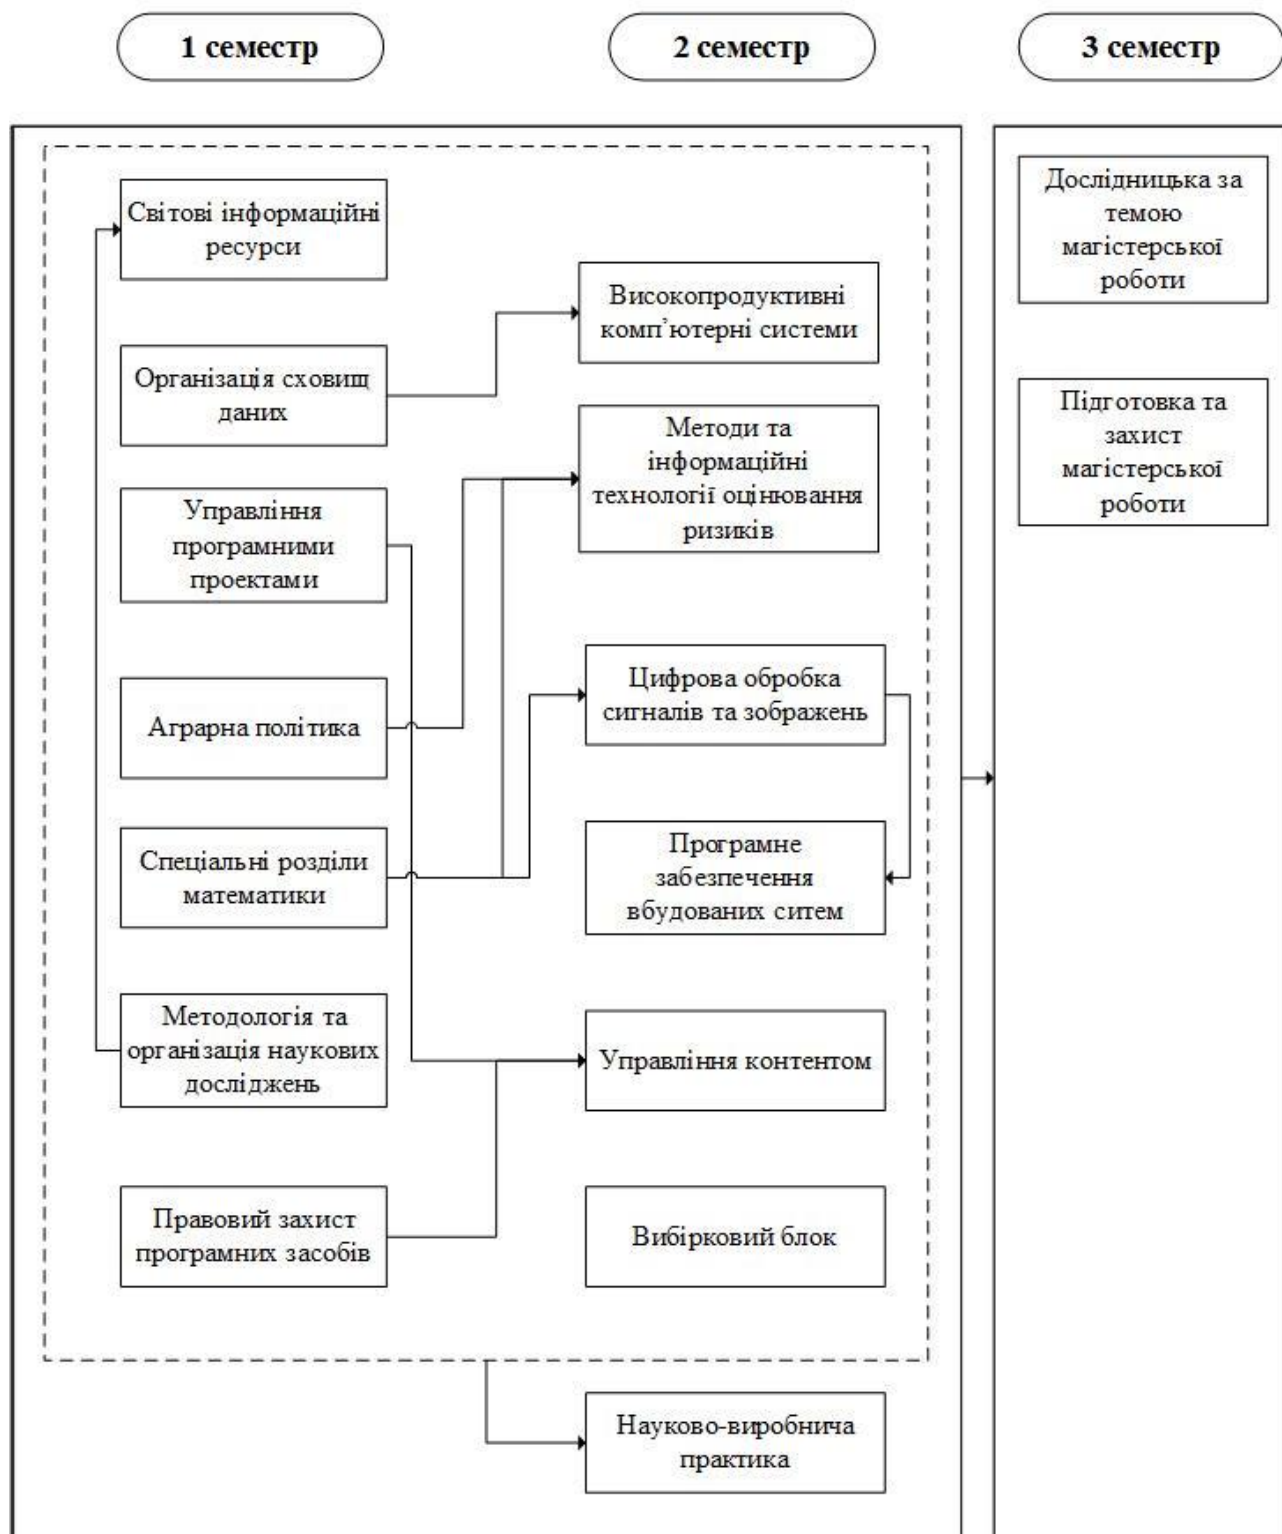 1 семестр
2 семестр
3 семестр
Світові інформаційні
ресурси
Організація сховищ
даних
Управління
програмними
проектами
Аграрна політика
Спеціальні розділи
математики
Методологія та
організація наукових
досліджень
Правовий захист
програмних засобів
Високопродуктивні
комп’ютерні системи
Методи та
інформаційні
технології оцінювання
ризиків
Цифрова обробка
сигналів та зображень
Програмне
забезпечення
вбудованих ситем
Управління контентом
Вибірковий блок
Науково-виробнича
практика
Дослідницька за
темою
магістерської
роботи
Підготовка та
захист
магістерської
роботи